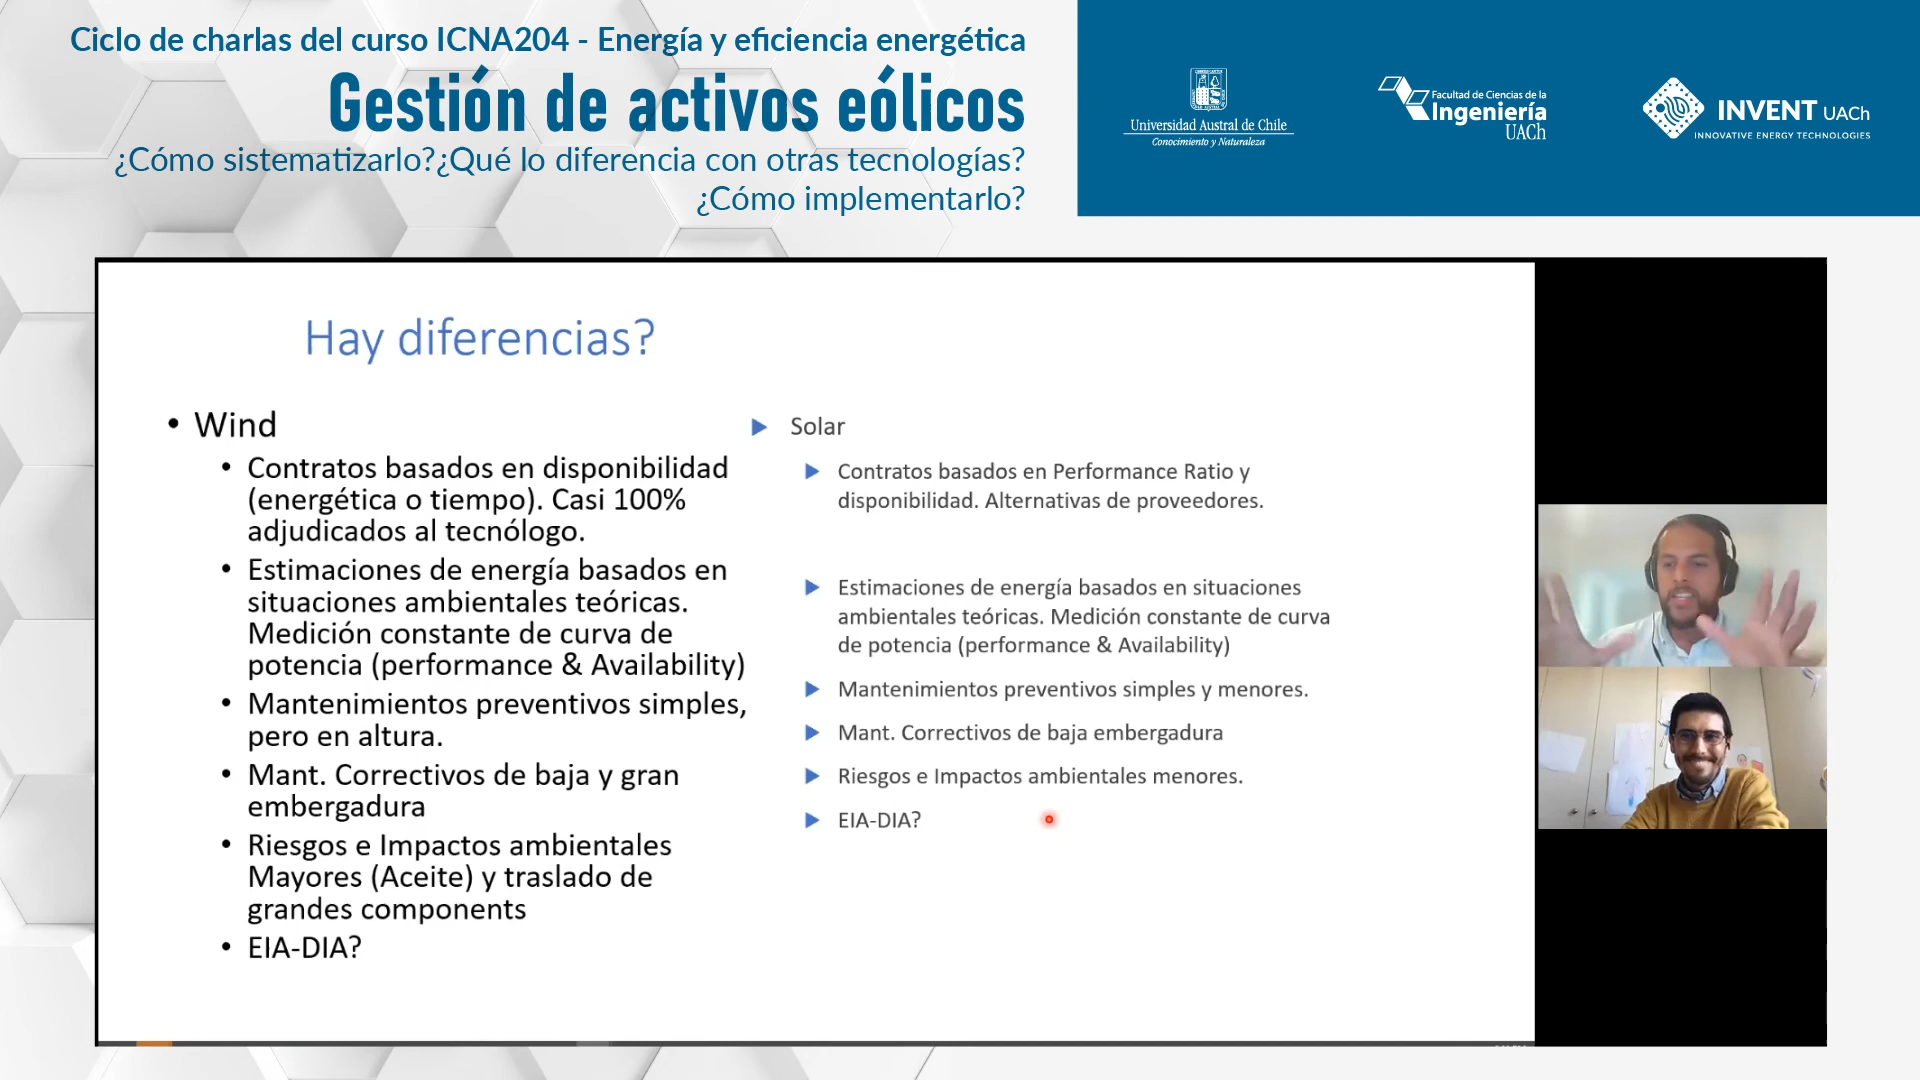 Ciclo de charlas del curso ICNA204 - Energía y eficiencia energética
Gestión de activos eólicos
¿Cómo sistematizarlo?¿Qué lo diferencia con otras tecnologías?
¿Cómo implementarlo?
Universidad Austral de Chile
Conocimiento y Naturaleza
Facultad de Ciencias de la
Ingeniería
UACh
INVENT UACh
INNOVATIVE ENERGY TECHNOLOGIES
Hay diferencias?
• Wind
• Contratos basados en disponibilidad
(energética o tiempo). Casi 100%
adjudicados al tecnólogo.
• Estimaciones de energía basados en
situaciones ambientales teóricas.
Medición constante de curva de
potencia (performance & Availability)
• Mantenimientos preventivos simples,
pero en altura.
• Mant. Correctivos de baja y gran
embergadura
• Riesgos e Impactos ambientales
Mayores (Aceite) y traslado de
grandes components
• EIA-DIA?
Solar
Contratos basados en Performance Ratio y
disponibilidad. Alternativas de proveedores.
Estimaciones de energía basados en situaciones
ambientales teóricas. Medición constante de curva
de potencia (performance & Availability)
Mantenimientos preventivos simples y menores.
Mant. Correctivos de baja embergadura
Riesgos e Impactos ambientales menores.
EIA-DIA?